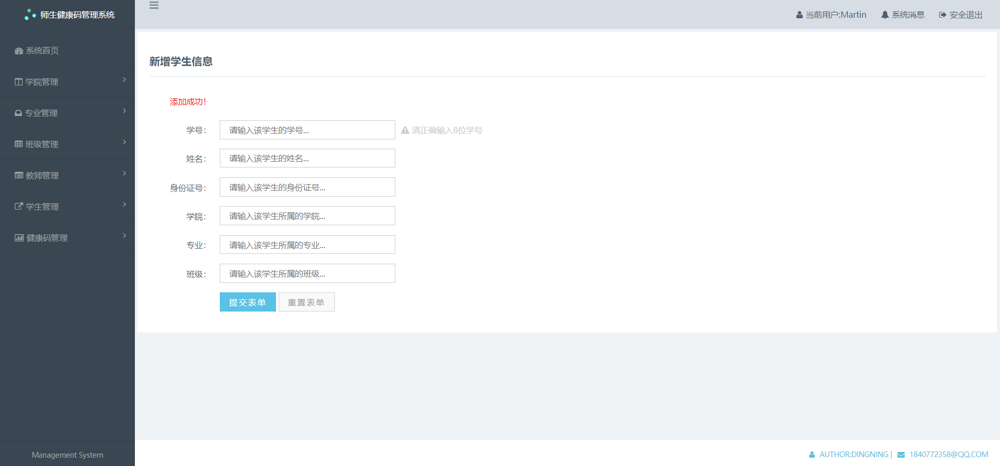 师生健康码管理系统
当前用户:Martin 系统消息 安全退出
系统首页
学院管理
专业管理
班级管理
教师管理
学生管理
健康码管理
Management System
新增学生信息
添加成功!
学号: 请输入该学生的学号... 清正确输入8位学号
姓名: 请输入该学生的姓名...
身份证号: 请输入该学生的身份证号...
学院: 请输入该学生所属的学院...
专业: 请输入该学生所属的专业...
班级: 请输入该学生所属的班级...
提交表单 重置表单
AUTHOR:DINGNING | 1840772358@QQ.COM